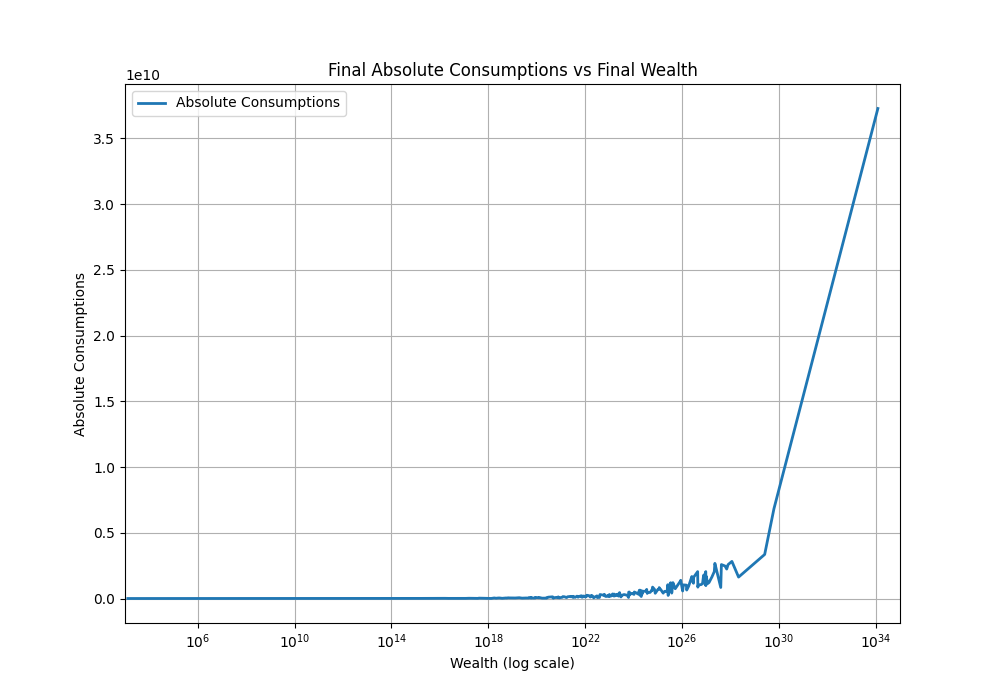 Final Absolute Consumptions vs Final Wealth
1e10
Absolute Consumptions
3.5
3.0
2.5
2.0
1.5
1.0
0.5
0.0
Absolute Consumptions
10^6 10^10 10^14 10^18 10^22 10^26 10^30 10^34
Wealth (log scale)